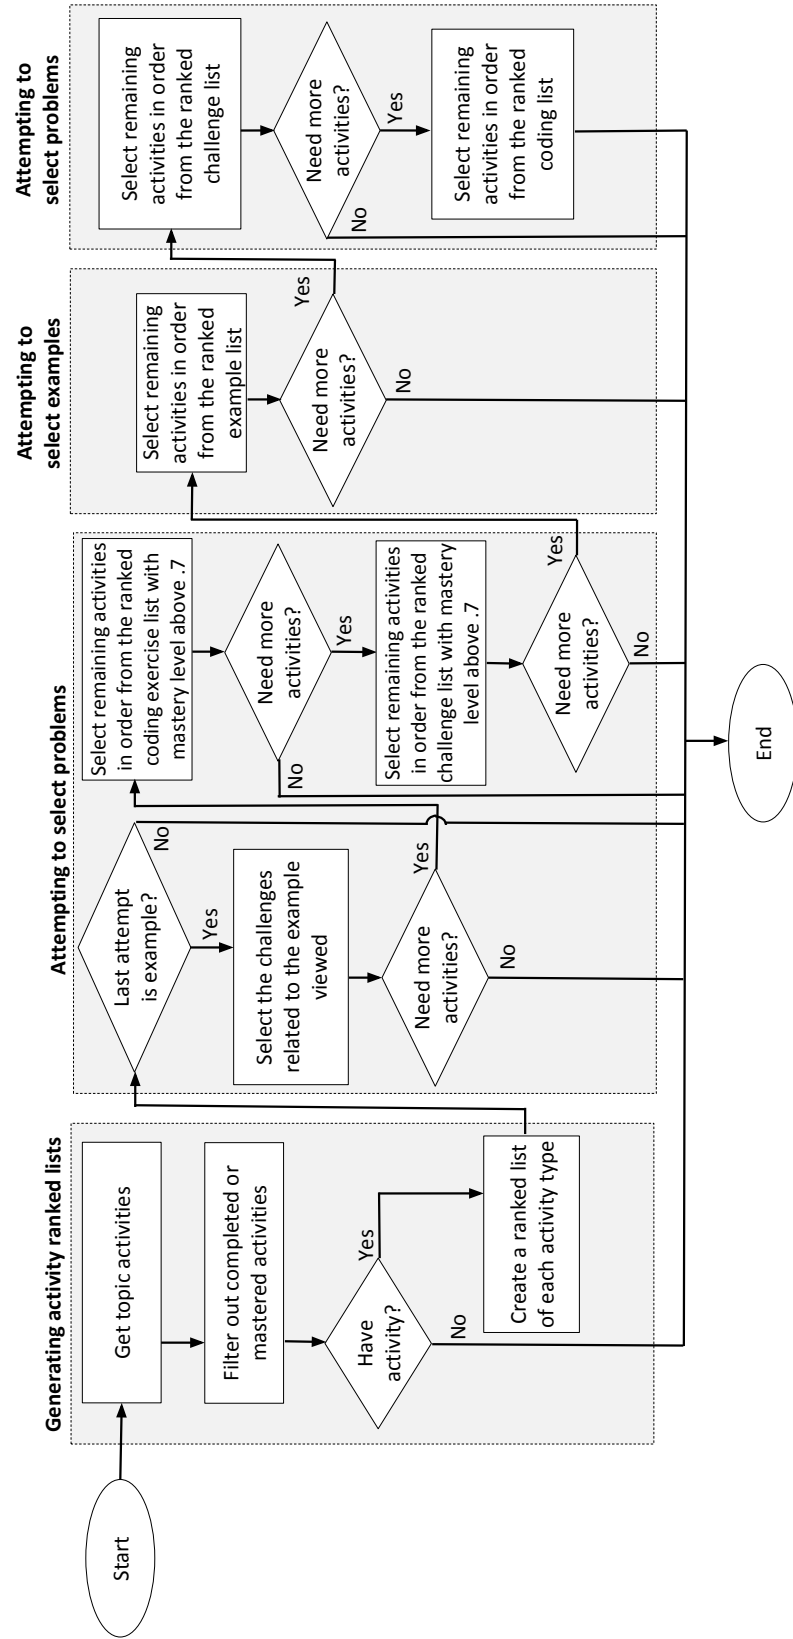 Start
Generating activity ranked lists
Get topic activities
Filter out completed or
mastered activities
Have
activity?
Yes
No
Create a ranked list
of each activity type
Attempting to select problems
Last attempt
is example?
No
Yes
Select the challenges
related to the example
viewed
Need more
activities?
Yes
No
Select remaining activities
in order from the ranked
coding exercise list with
mastery level above .7
Need more
activities?
No
Yes
Select remaining activities
in order from the ranked
challenge list with mastery
level above .7
Need more
activities?
Yes
No
Attempting to
select examples
Select remaining
activities in order
from the ranked
example list
Need more
activities?
Yes
No
Attempting to
select problems
Select remaining
activities in order
from the ranked
challenge list
Need more
activities?
No
Yes
Select remaining
activities in order
from the ranked
coding list
End